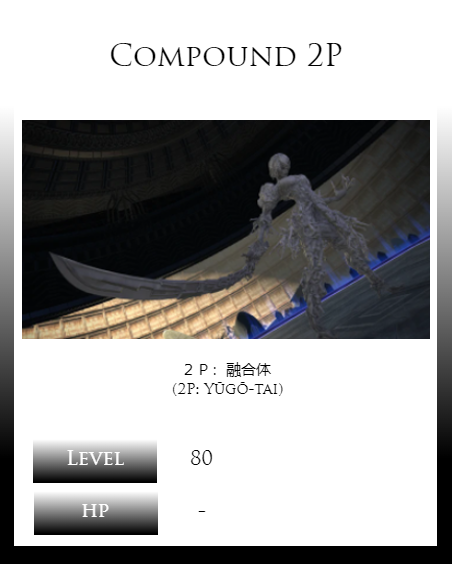 Compound 2P
２Ｐ：融合体
(2P: Yūgō-tai)
Level 80
HP -